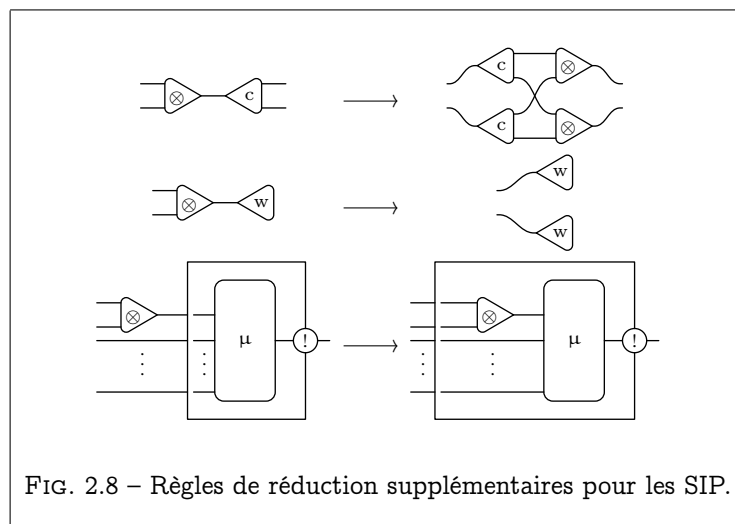 ⊗ c c ⊗
c ⊗
⊗ w w
w
⊗ μ ! ⊗ μ !
⋮ ⋮ ⋮ ⋮
FIG. 2.8 – Règles de réduction supplémentaires pour les SIP.